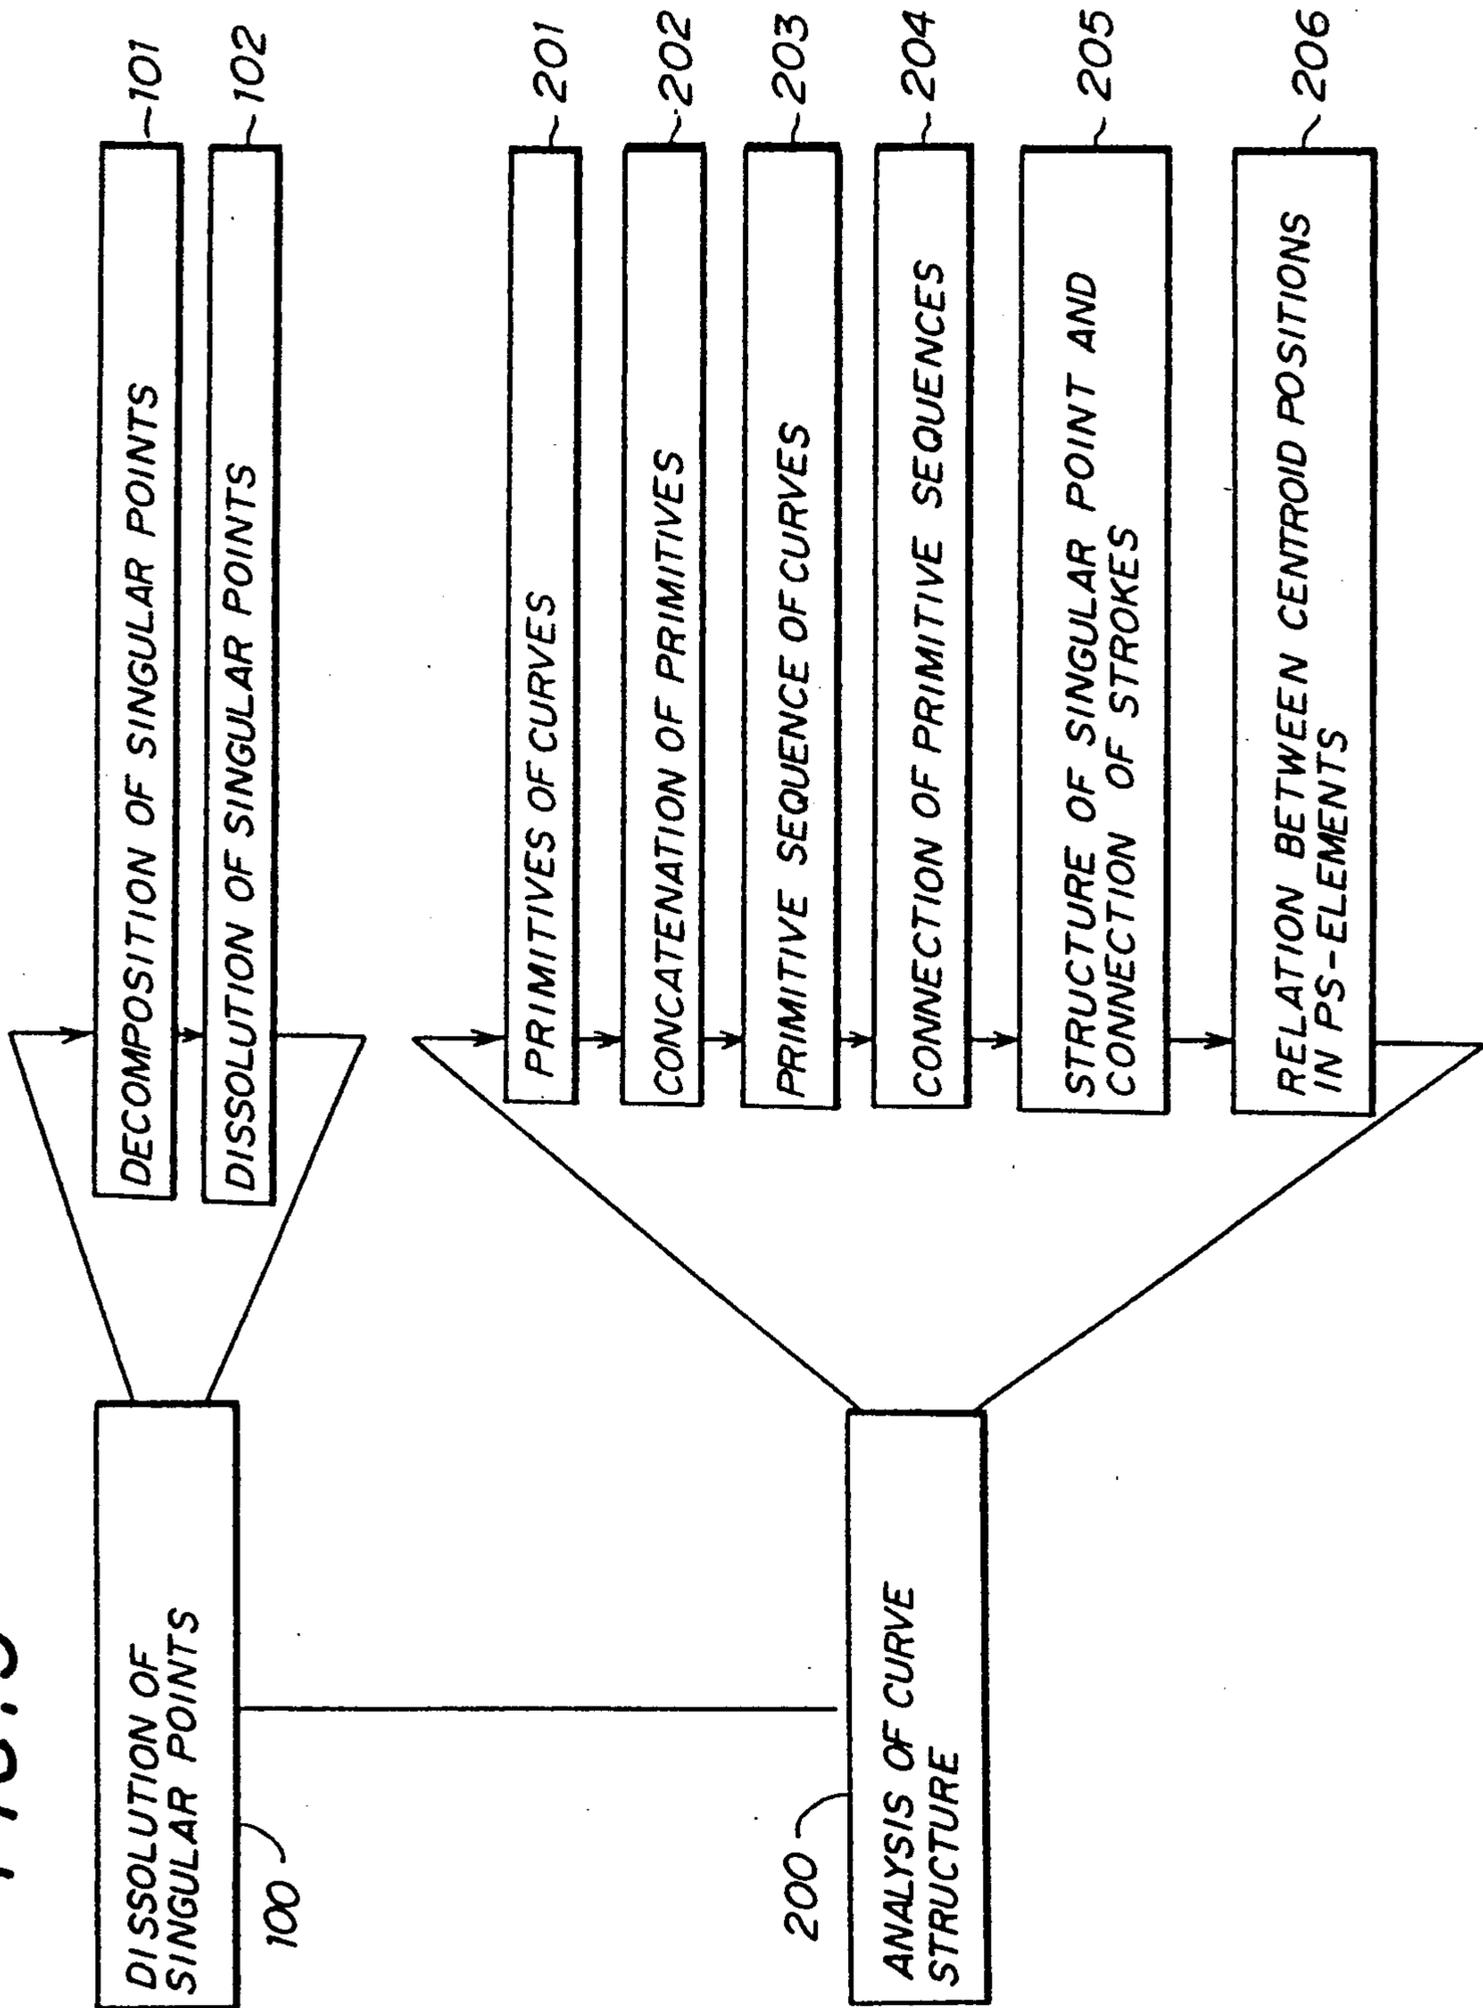 DISSOLUTION OF
SINGULAR POINTS
100
DECOMPOSITION OF SINGULAR POINTS
101
DISSOLUTION OF SINGULAR POINTS
102
200
ANALYSIS OF CURVE
STRUCTURE
PRIMITIVES OF CURVES
201
CONCATENATION OF PRIMITIVES
202
PRIMITIVE SEQUENCE OF CURVES
203
CONNECTION OF PRIMITIVE SEQUENCES
204
STRUCTURE OF SINGULAR POINT AND
CONNECTION OF STROKES
205
RELATION BETWEEN CENTROID POSITIONS
IN PS-ELEMENTS
206